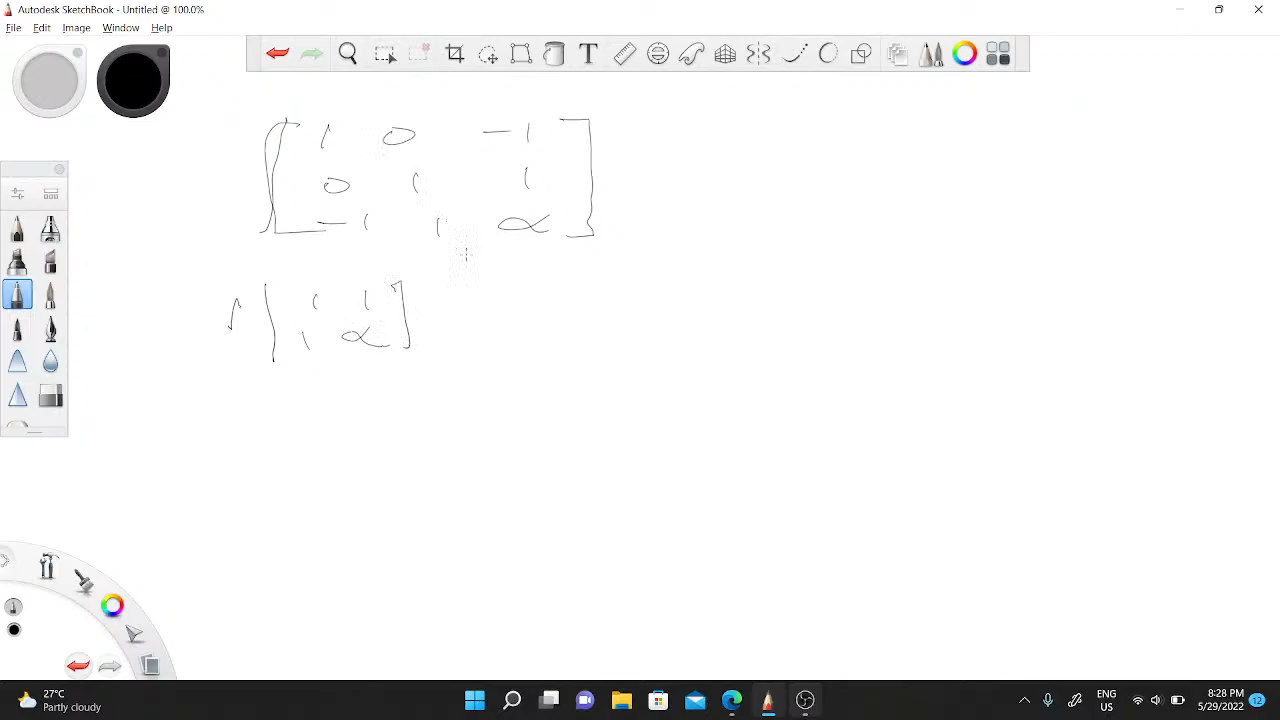 Autodesk SketchBook - Untitled @ 100.0%
File Edit Image Window Help
1 0 -1
0 1 1
-1 1 α
1 1
1 α
27°C
Partly cloudy
ENG
US
8:28 PM
5/29/2022
12